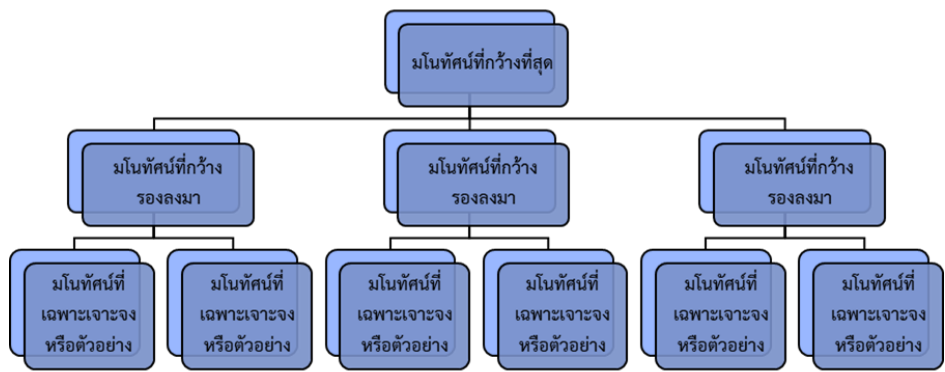 มโนทัศน์ที่กว้างที่สุด
มโนทัศน์ที่กว้าง
รองลงมา
มโนทัศน์ที่กว้าง
รองลงมา
มโนทัศน์ที่กว้าง
รองลงมา
มโนทัศน์ที่
เฉพาะเจาะจง
หรือตัวอย่าง
มโนทัศน์ที่
เฉพาะเจาะจง
หรือตัวอย่าง
มโนทัศน์ที่
เฉพาะเจาะจง
หรือตัวอย่าง
มโนทัศน์ที่
เฉพาะเจาะจง
หรือตัวอย่าง
มโนทัศน์ที่
เฉพาะเจาะจง
หรือตัวอย่าง
มโนทัศน์ที่
เฉพาะเจาะจง
หรือตัวอย่าง